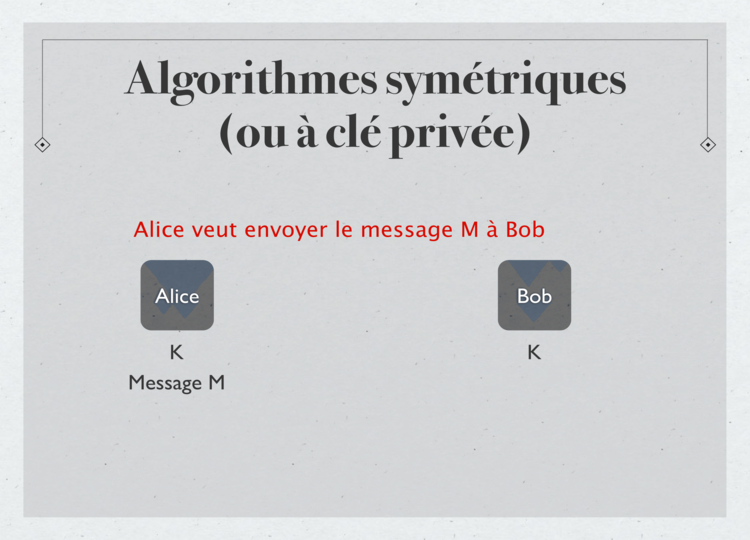 Algorithmes symétriques
(ou à clé privée)
Alice veut envoyer le message M à Bob
Alice
Bob
K
K
Message M